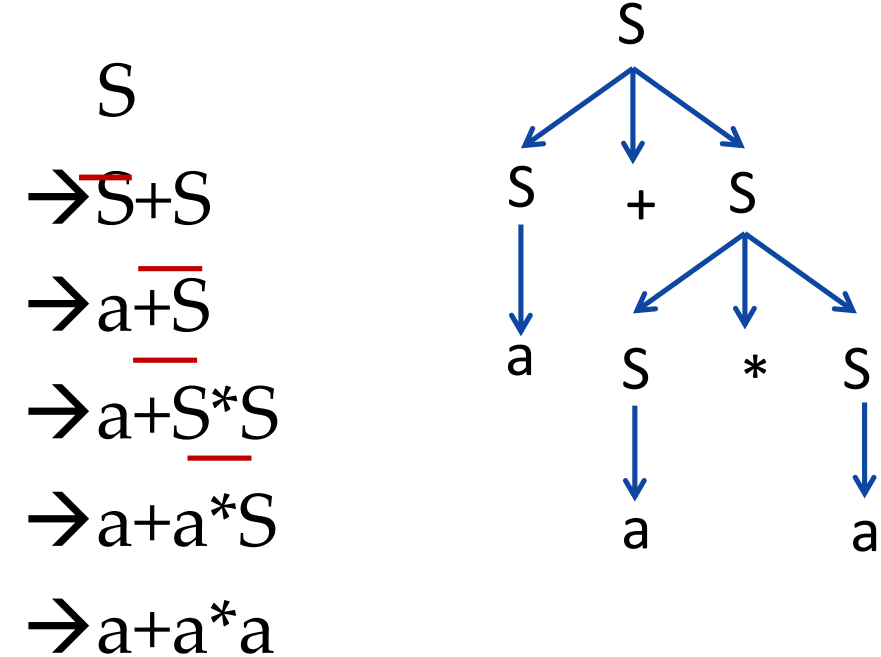 S
→S+S
→a+S
→a+S*S
→a+a*S
→a+a*a
S
S + S
a S * S
a a